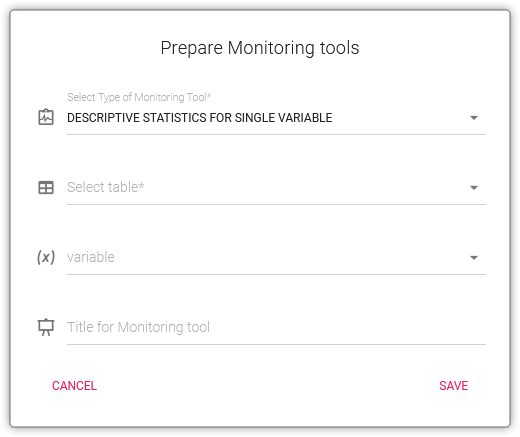 Prepare Monitoring tools
Select Type of Monitoring Tool*
DESCRIPTIVE STATISTICS FOR SINGLE VARIABLE
Select table*
(x) variable
Title for Monitoring tool
CANCEL SAVE